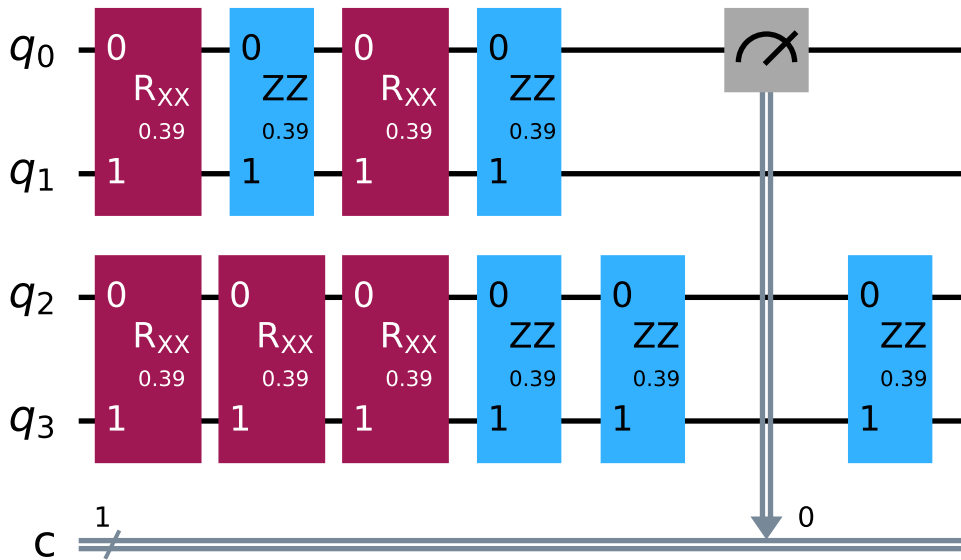 q0 0 0 0 0
RXX ZZ RXX ZZ
0.39 0.39 0.39 0.39
q1 1 1 1 1
q2 0 0 0 0 0 0
RXX RXX RXX ZZ ZZ ZZ
0.39 0.39 0.39 0.39 0.39 0.39
q3 1 1 1 1 1 1
1 0
c